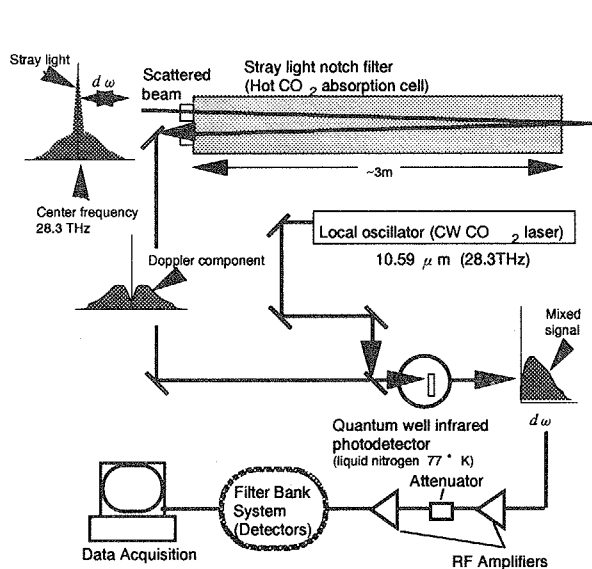 Stray light
d ω
Scattered
beam
Stray light notch filter
(Hot CO 2 absorption cell)
~3m
Center frequency
28.3 THz
Local oscillator (CW CO 2 laser)
10.59 μ m (28.3THz)
Doppler component
Mixed
signal
d ω
Quantum well infrared
photodetector
(liquid nitrogen 77 ° K)
Attenuator
Filter Bank
System
(Detectors)
Data Acquisition
RF Amplifiers